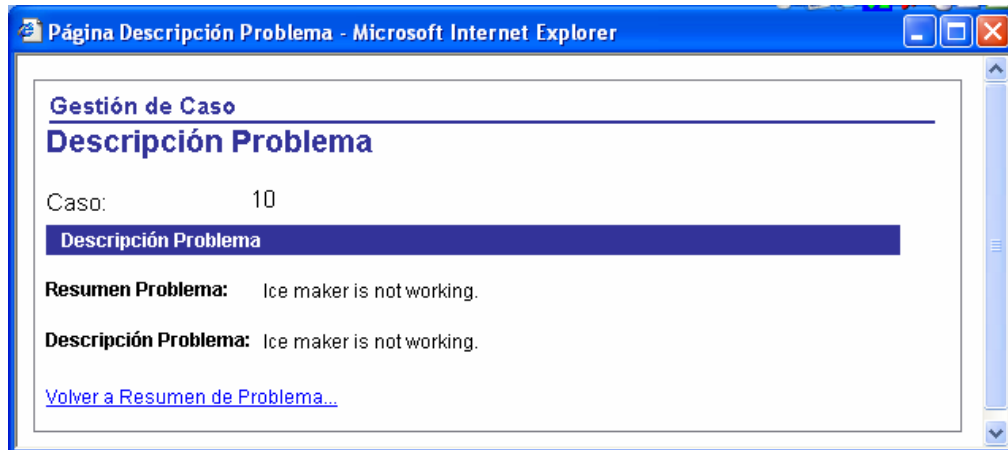 Página Descripción Problema - Microsoft Internet Explorer
Gestión de Caso
Descripción Problema
Caso: 10
Descripción Problema
Resumen Problema: Ice maker is not working.
Descripción Problema: Ice maker is not working.
Volver a Resumen de Problema...